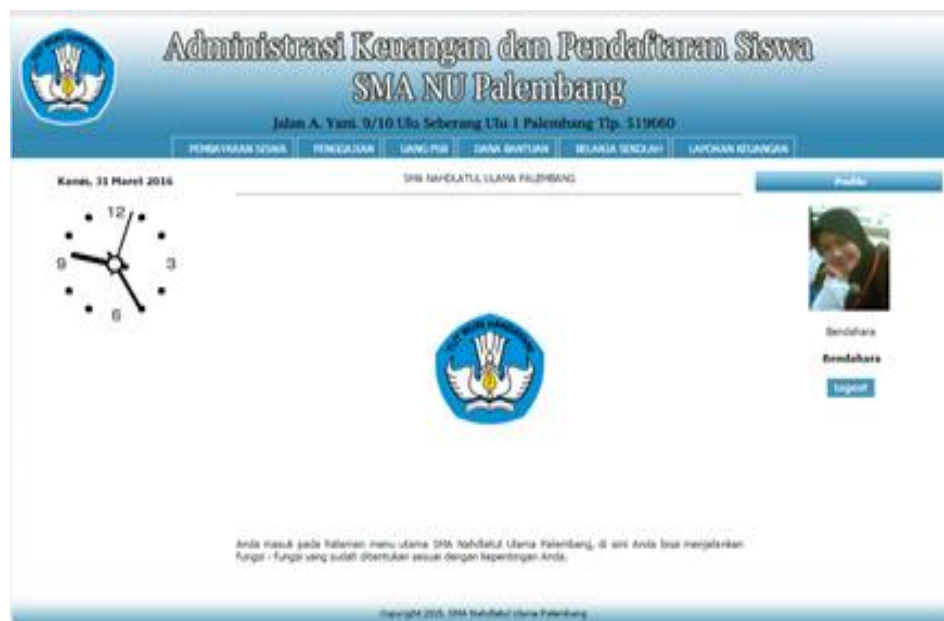 Administrasi Keuangan dan Pendaftaran Siswa
SMA NU Palembang
Jalan A. Yani. 9/10 Ulu Seberang Ulu 1 Palembang Tlp. 519660
PEMBAYARAN SISWA PENGGAJIAN UANG PSB DANA BANTUAN BELANJA SEKOLAH LAPORAN KEUANGAN
Kamis, 31 Maret 2016
12
3
6
9
SMA NAHDLATUL ULAMA PALEMBANG
TUT WURI HANDAYANI
Anda masuk pada halaman menu utama SMA Nahdlatul Ulama Palembang, di sini Anda bisa menjalankan
fungsi - fungsi yang sudah ditentukan sesuai dengan kepentingan Anda.
Profile
Bendahara
Bendahara
Logout
Copyright 2015, SMA Nahdlatul Ulama Palembang